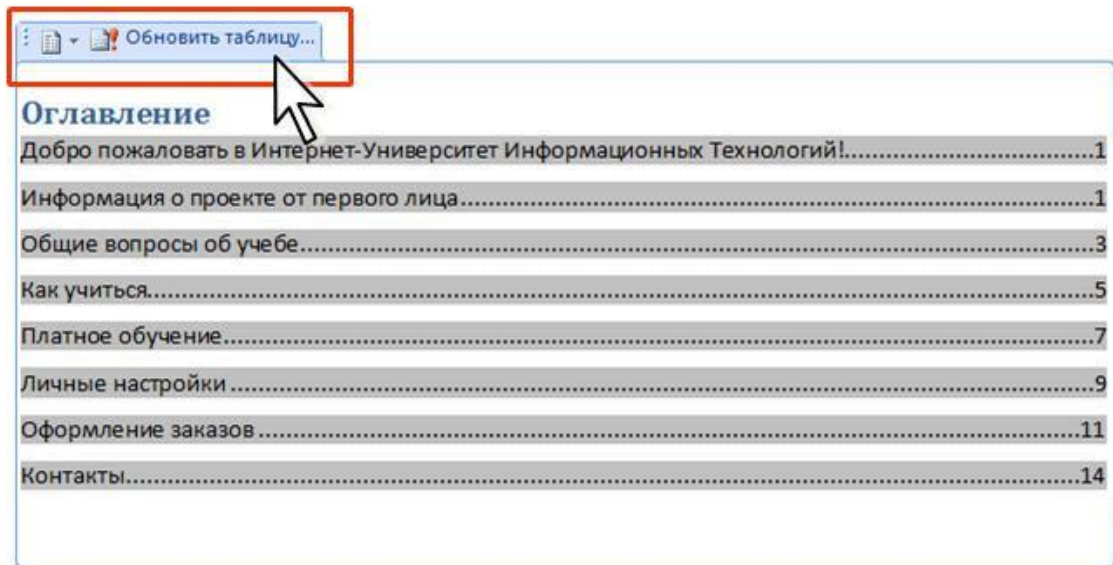 Обновить таблицу...
Оглавление
Добро пожаловать в Интернет-Университет Информационных Технологий!....................................1
Информация о проекте от первого лица..........................................................................................1
Общие вопросы об учебе.................................................................................................................3
Как учиться......................................................................................................................................5
Платное обучение............................................................................................................................7
Личные настройки ...........................................................................................................................9
Оформление заказов .....................................................................................................................11
Контакты........................................................................................................................................14